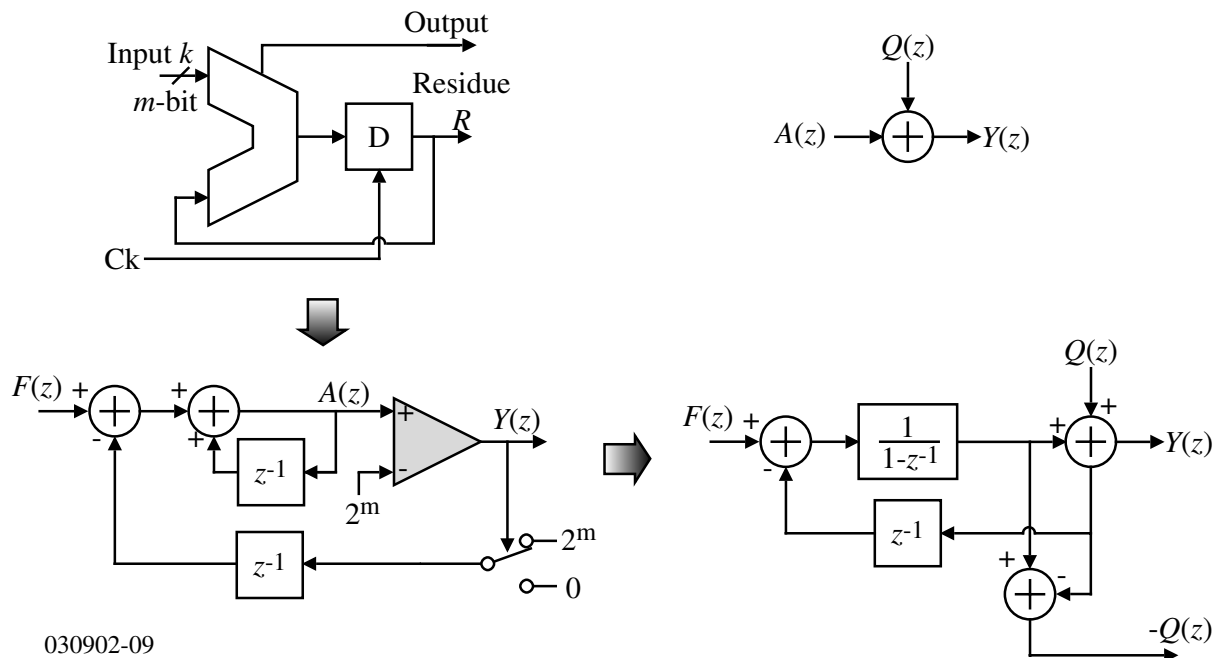 Output
Input k
m-bit
Residue
R
D
Ck
Q(z)
A(z)
+
Y(z)
F(z)
+
+
-
+
+
+
A(z)
z-1
+
-
2m
Y(z)
z-1
2m
0
F(z)
+
+
-
1
1-z-1
z-1
Q(z)
+
+
+
Y(z)
+
-
+
-Q(z)
030902-09